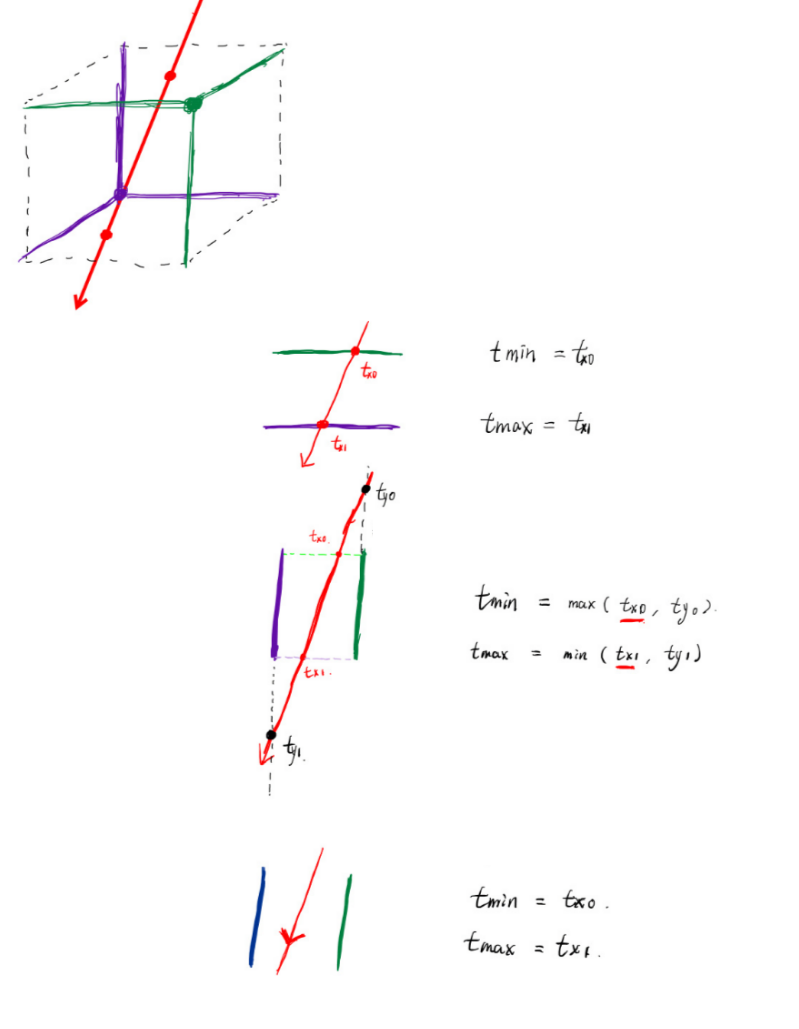 tx0
tmin = tx0
tx1
tmax = tx1
ty0
tx0.
tmin = max ( tx0, ty0).
tmax = min ( tx1, ty1)
tx1.
ty1.
tmin = tx0.
tmax = tx1.